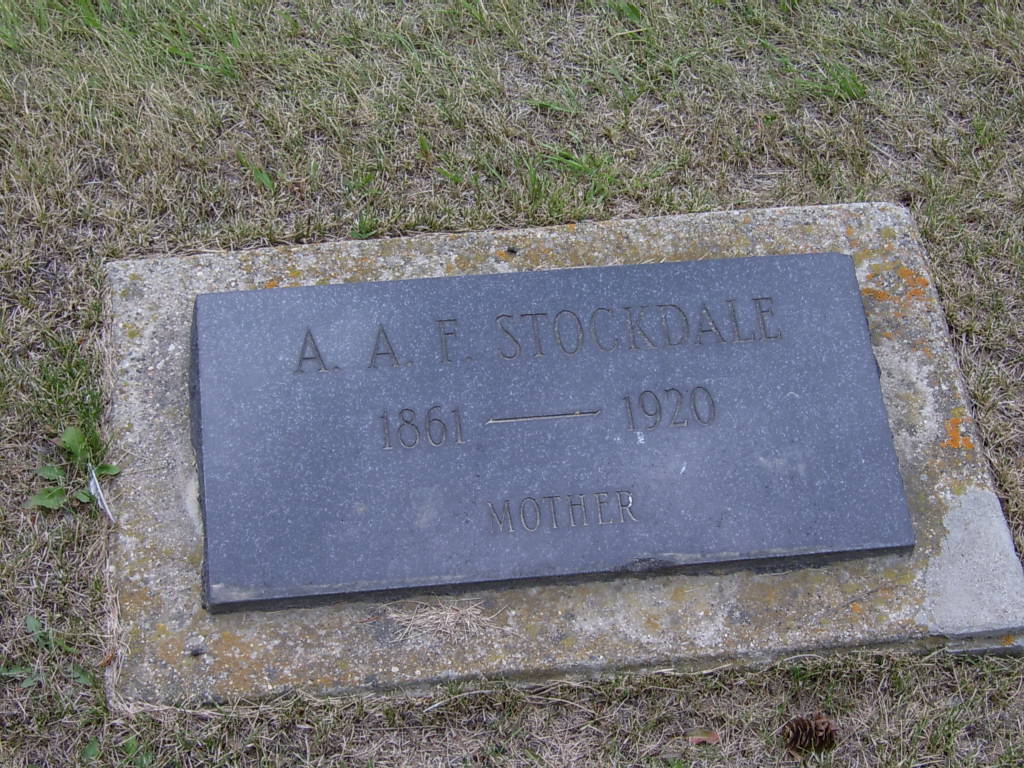 A. A. F. STOCKDALE
1861 — 1920
MOTHER